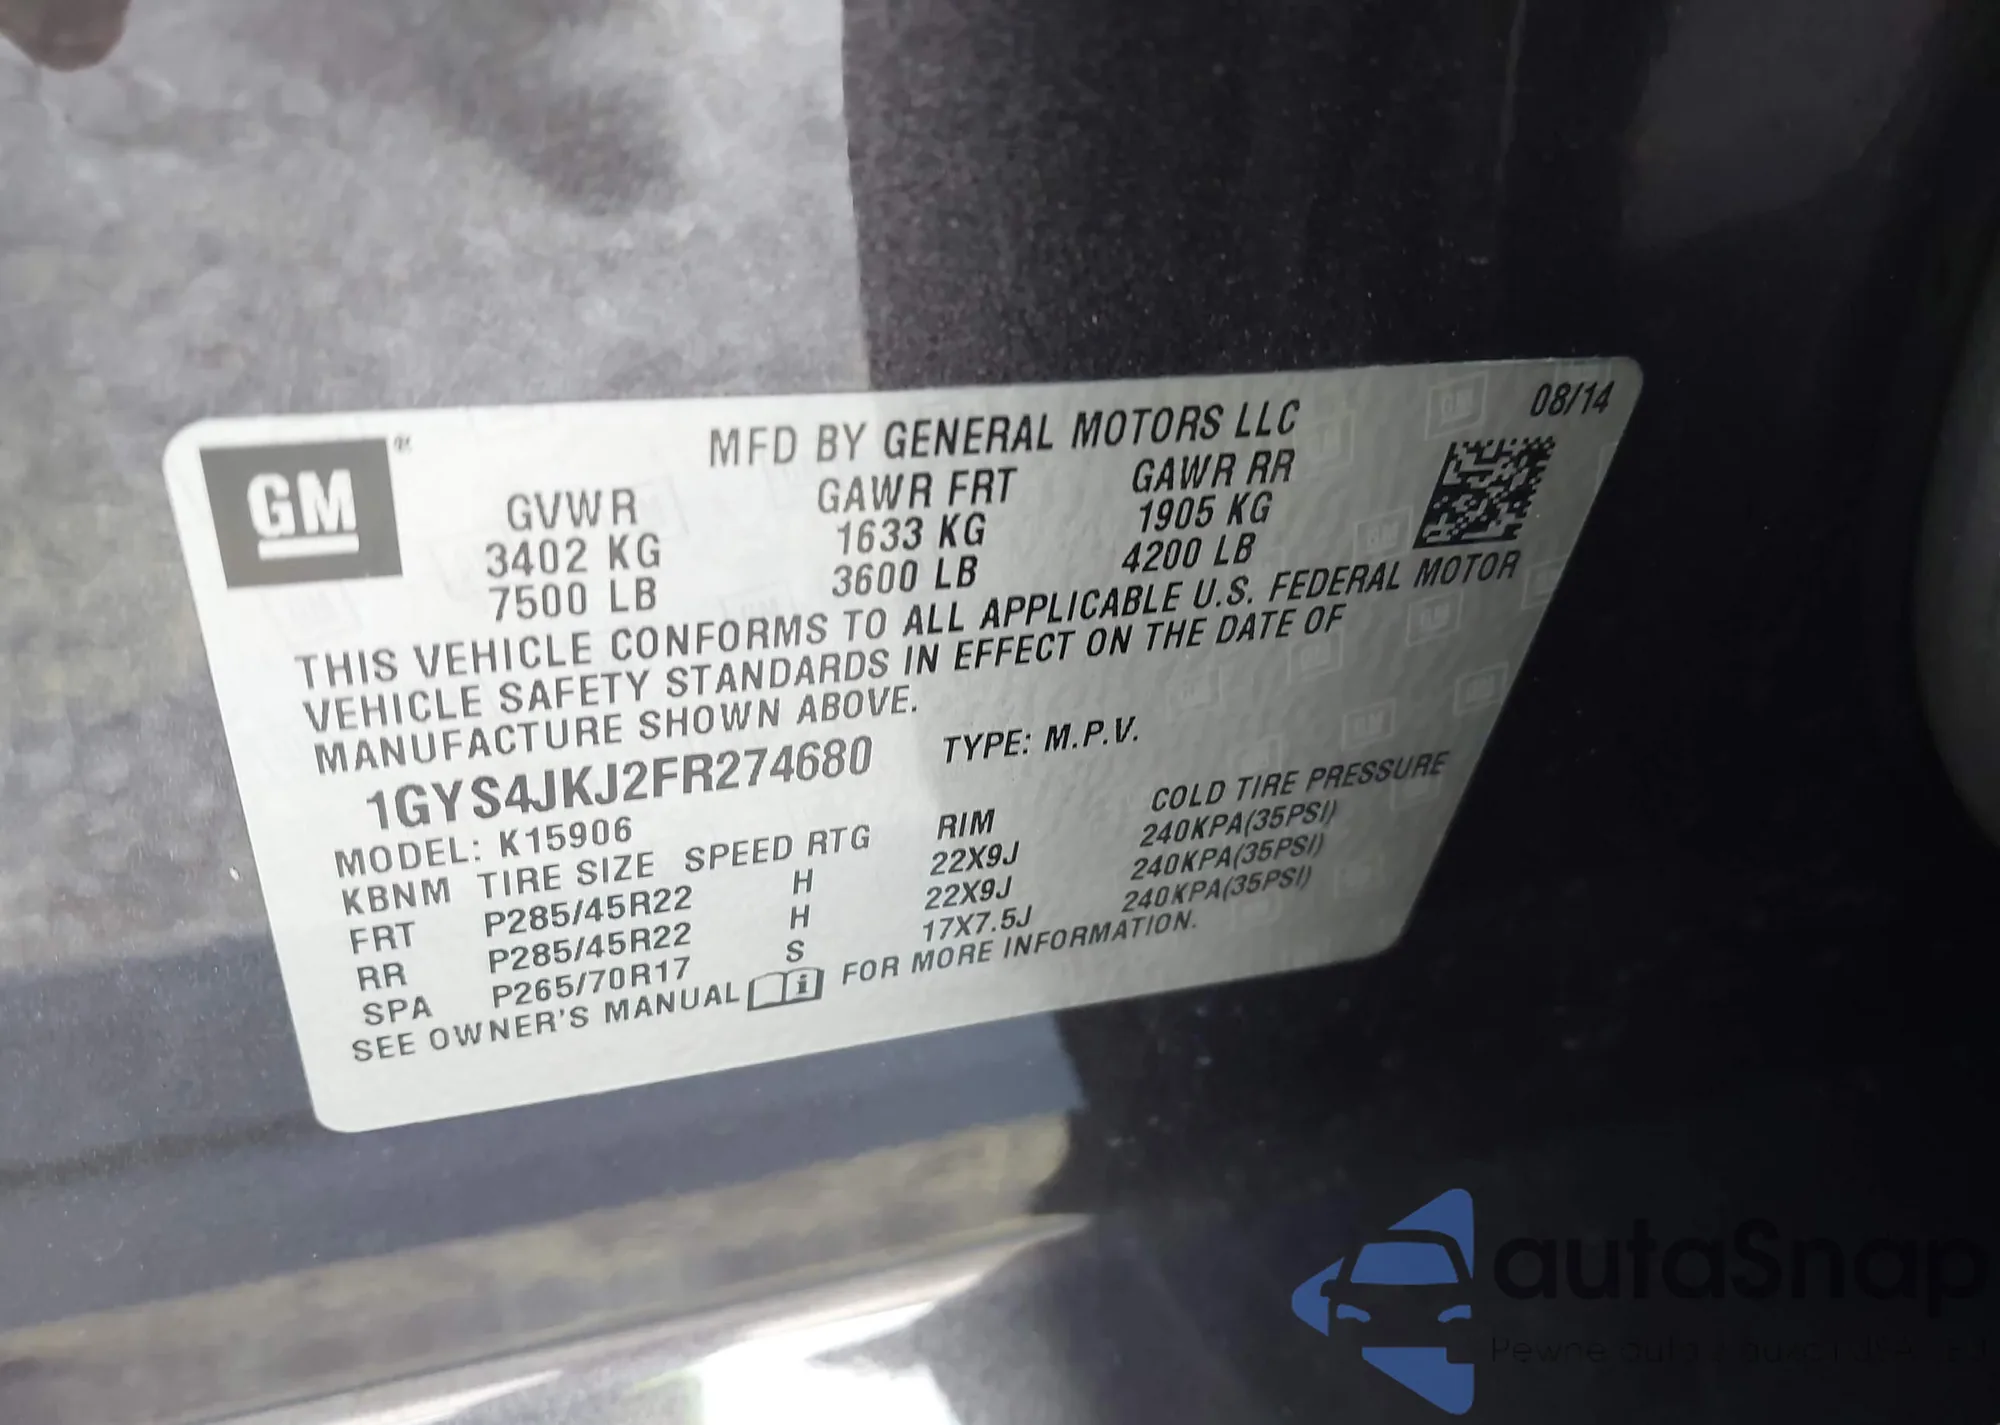 08/14
GM
MFD BY GENERAL MOTORS LLC
GVWR GAWR FRT GAWR RR
3402 KG 1633 KG 1905 KG
7500 LB 3600 LB 4200 LB
THIS VEHICLE CONFORMS TO ALL APPLICABLE U.S. FEDERAL MOTOR
VEHICLE SAFETY STANDARDS IN EFFECT ON THE DATE OF
MANUFACTURE SHOWN ABOVE.
1GYS4JKJ2FR274680 TYPE: M.P.V.
MODEL: K15906
KBNM TIRE SIZE SPEED RTG RIM COLD TIRE PRESSURE
FRT P285/45R22 H 22X9J 240KPA(35PSI)
RR P285/45R22 H 22X9J 240KPA(35PSI)
SPA P265/70R17 S 17X7.5J 240KPA(35PSI)
SEE OWNER'S MANUAL i FOR MORE INFORMATION.
autaSnap
Pewne auta